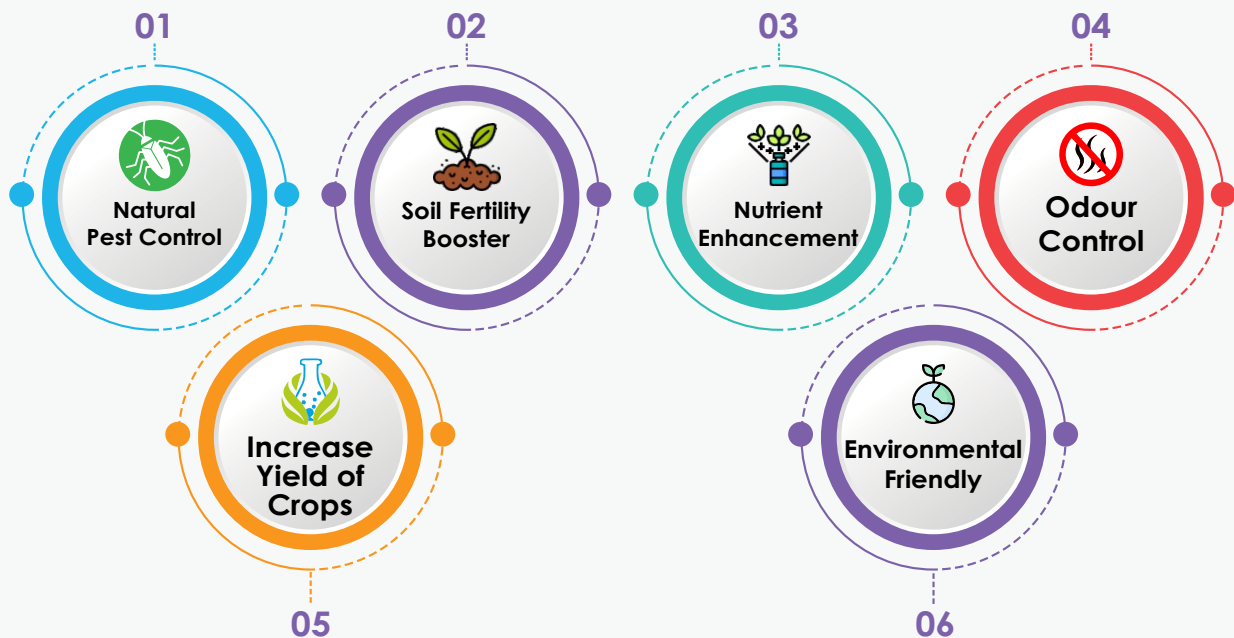 01
Natural
Pest Control
02
Soil Fertility
Booster
03
Nutrient
Enhancement
04
Odour
Control
Increase
Yield of
Crops
05
Environmental
Friendly
06